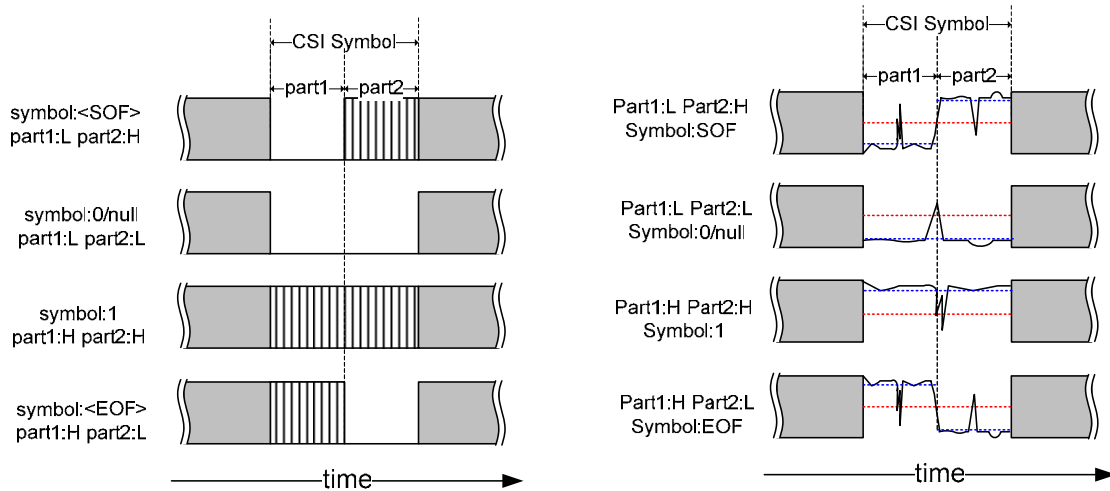 CSI Symbol
part1 part2
symbol:<SOF>
part1:L part2:H
symbol:0/null
part1:L part2:L
symbol:1
part1:H part2:H
symbol:<EOF>
part1:H part2:L
time
CSI Symbol
part1 part2
Part1:L Part2:H
Symbol:SOF
Part1:L Part2:L
Symbol:0/null
Part1:H Part2:H
Symbol:1
Part1:H Part2:L
Symbol:EOF
time